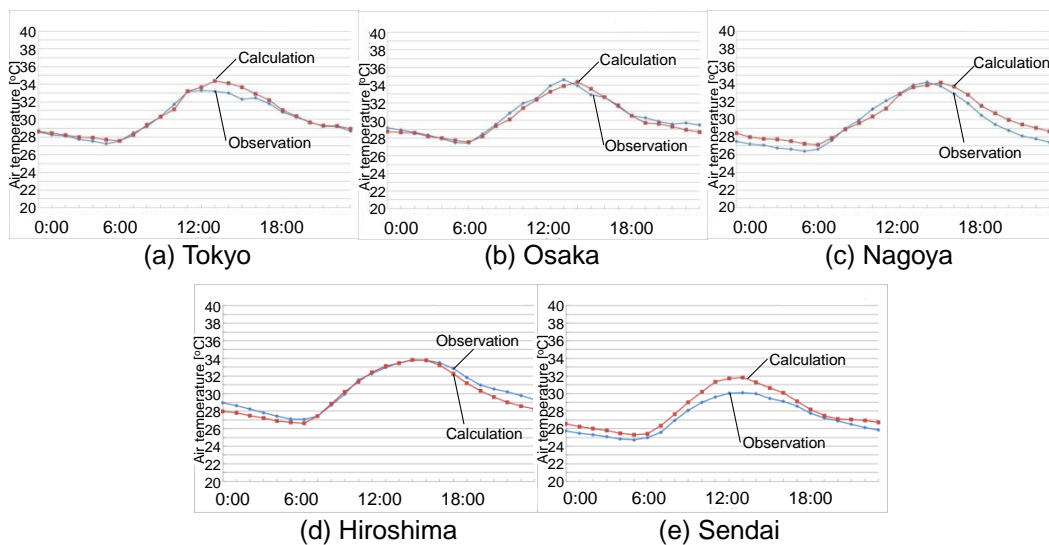 40
38
36
34
32
30
28
26
24
22
20
Air temperature [°C]
Calculation
Observation
0:00 6:00 12:00 18:00
(a) Tokyo
40
38
36
34
32
30
28
26
24
22
20
Air temperature [°C]
Calculation
Observation
0:00 6:00 12:00 18:00
(b) Osaka
40
38
36
34
32
30
28
26
24
22
20
Air temperature [°C]
Calculation
Observation
0:00 6:00 12:00 18:00
(c) Nagoya
40
38
36
34
32
30
28
26
24
22
20
Air temperature [°C]
Observation
Calculation
0:00 6:00 12:00 18:00
(d) Hiroshima
40
38
36
34
32
30
28
26
24
22
20
Air temperature [°C]
Calculation
Observation
0:00 6:00 12:00 18:00
(e) Sendai